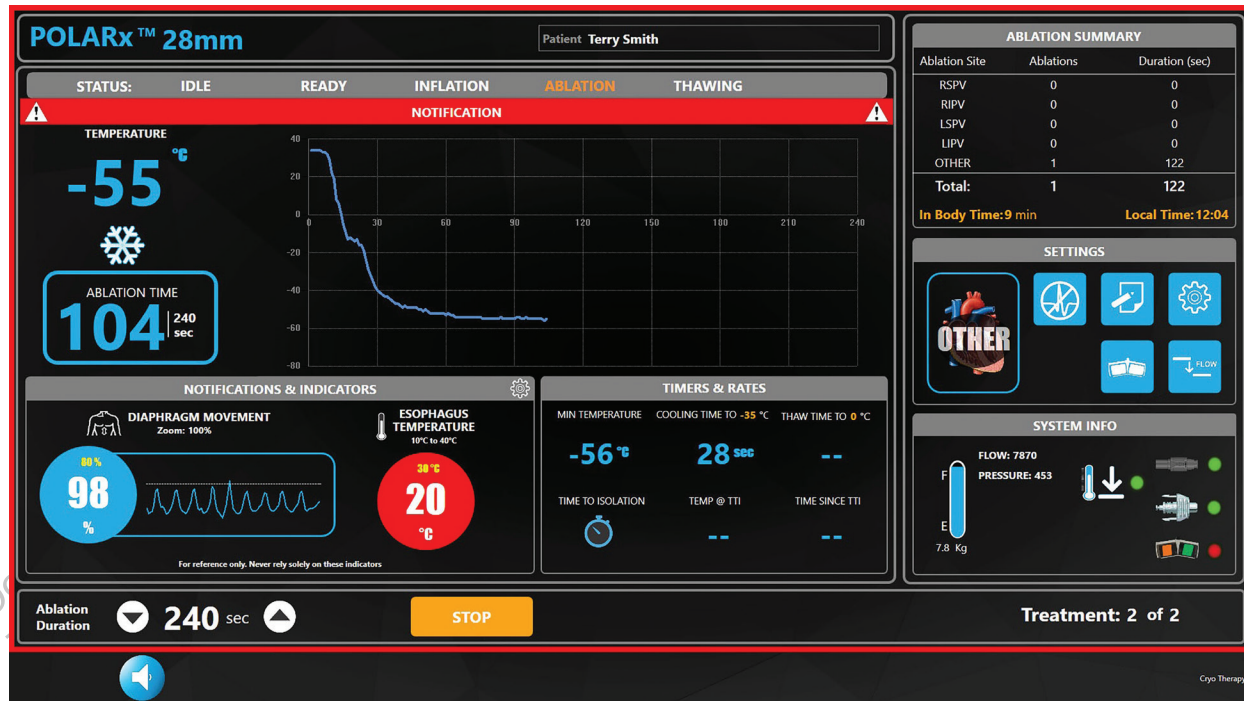 POLARx™ 28mm
Patient Terry Smith
STATUS: IDLE READY INFLATION ABLATION THAWING
NOTIFICATION
TEMPERATURE
-55 °C
ABLATION TIME
104 240 sec
40
20
0
-20
-40
-60
-80
0 30 60 90 120 150 180 210 240
NOTIFICATIONS & INDICATORS
DIAPHRAGM MOVEMENT
Zoom: 100%
60 %
98
%
ESOPHAGUS
TEMPERATURE
10°C to 40°C
30 °C
20
°C
For reference only. Never rely solely on these indicators
TIMERS & RATES
MIN TEMPERATURE COOLING TIME TO -35 °C THAW TIME TO 0 °C
-56 °C 28 sec --
TIME TO ISOLATION TEMP @ TTI TIME SINCE TTI
-- --
ABLATION SUMMARY
Ablation Site Ablations Duration (sec)
RSPV 0 0
RIPV 0 0
LSPV 0 0
LIPV 0 0
OTHER 1 122
Total: 1 122
In Body Time: 9 min Local Time: 12:04
SETTINGS
OTHER
FLOW
SYSTEM INFO
FLOW: 7870
PRESSURE: 453
F
E
7.8 Kg
Ablation
Duration
240 sec
STOP
Treatment: 2 of 2
Cryo Therapy